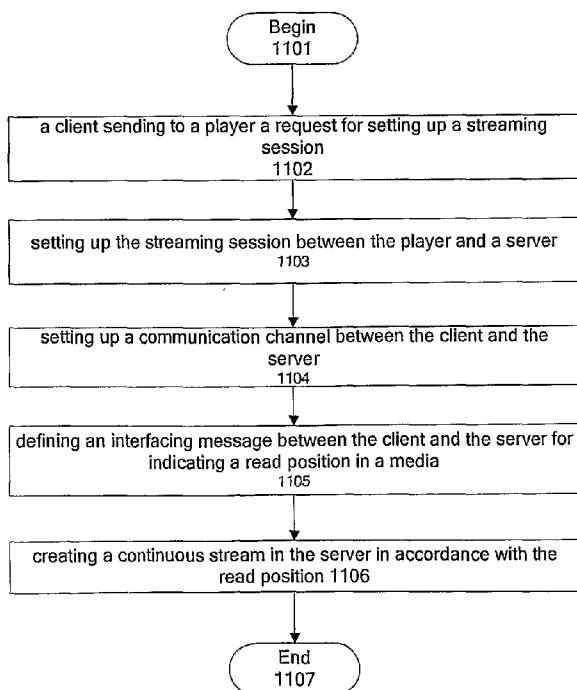 Begin
1101
a client sending to a player a request for setting up a streaming
session
1102
setting up the streaming session between the player and a server
1103
setting up a communication channel between the client and the
server
1104
defining an interfacing message between the client and the server for
indicating a read position in a media
1105
creating a continuous stream in the server in accordance with the
read position 1106
End
1107